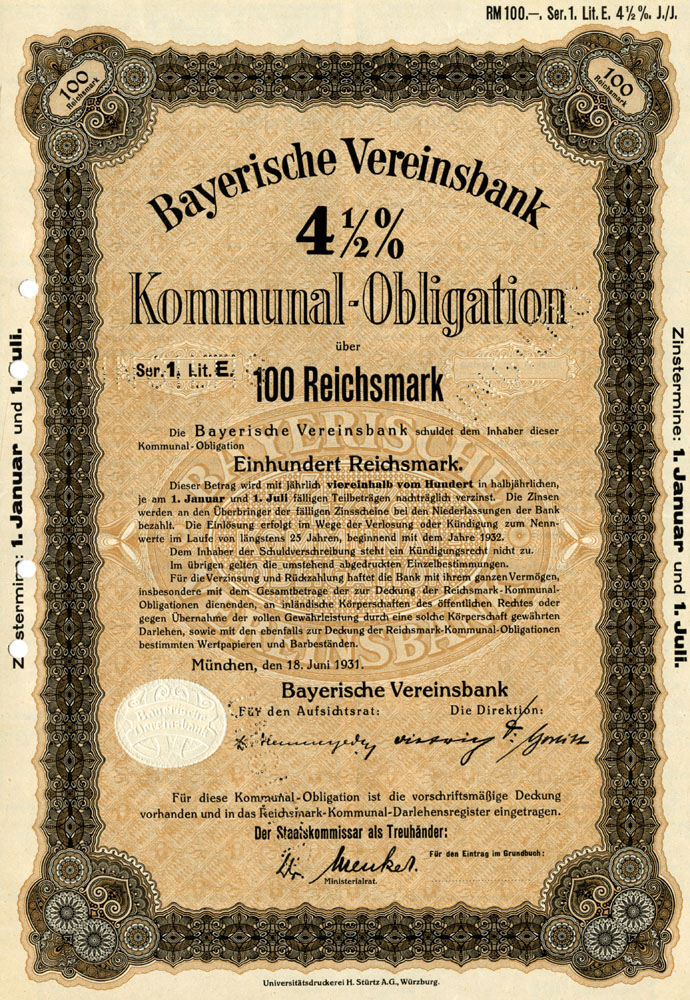 RM 100.—. Ser. 1. Lit. E. 4½%. J./J.
100
Reichsmark
100
Reichsmark
Bayerische Vereinsbank
4½%
Kommunal-Obligation
über
Ser. 1. Lit. E.
100 Reichsmark
Die Bayerische Vereinsbank schuldet dem Inhaber dieser
Kommunal-Obligation
Einhundert Reichsmark.
Dieser Betrag wird mit jährlich viereinhalb vom Hundert in halbjährlichen,
je am 1. Januar und 1. Juli fälligen Teilbeträgen nachträglich verzinst. Die Zinsen
werden an den Überbringer der fälligen Zinsscheine bei den Niederlassungen der Bank
bezahlt. Die Einlösung erfolgt im Wege der Verlosung oder Kündigung zum Nenn-
werte im Laufe von längstens 25 Jahren, beginnend mit dem Jahre 1932.
Dem Inhaber der Schuldverschreibung steht ein Kündigungsrecht nicht zu.
Im übrigen gelten die umstehend abgedruckten Einzelbestimmungen.
Für die Verzinsung und Rückzahlung haftet die Bank mit ihrem ganzen Vermögen,
insbesondere mit dem Gesamtbetrage der zur Deckung der Reichsmark-Kommunal-
Obligationen dienenden, an inländische Körperschaften des öffentlichen Rechtes oder
gegen Übernahme der vollen Gewährleistung durch eine solche Körperschaft gewährten
Darlehen, sowie mit den ebenfalls zur Deckung der Reichsmark-Kommunal-Obligationen
bestimmten Wertpapieren und Barbeständen.
München, den 18. Juni 1931.
Bayerische Vereinsbank
Für den Aufsichtsrat:
Die Direktion:
Bayerische
Vereinsbank
Für diese Kommunal-Obligation ist die vorschriftsmäßige Deckung
vorhanden und in das Reichsmark-Kommunal-Darlehensregister eingetragen.
Der Staatskommissar als Treuhänder:
Für den Eintrag im Grundbuch:
Dr. Menket.
Ministerialrat.
Zinstermine: 1. Januar und 1. Juli.
Zinstermine: 1. Januar und 1. Juli.
Universitätsdruckerei H. Stürtz A.G., Würzburg.